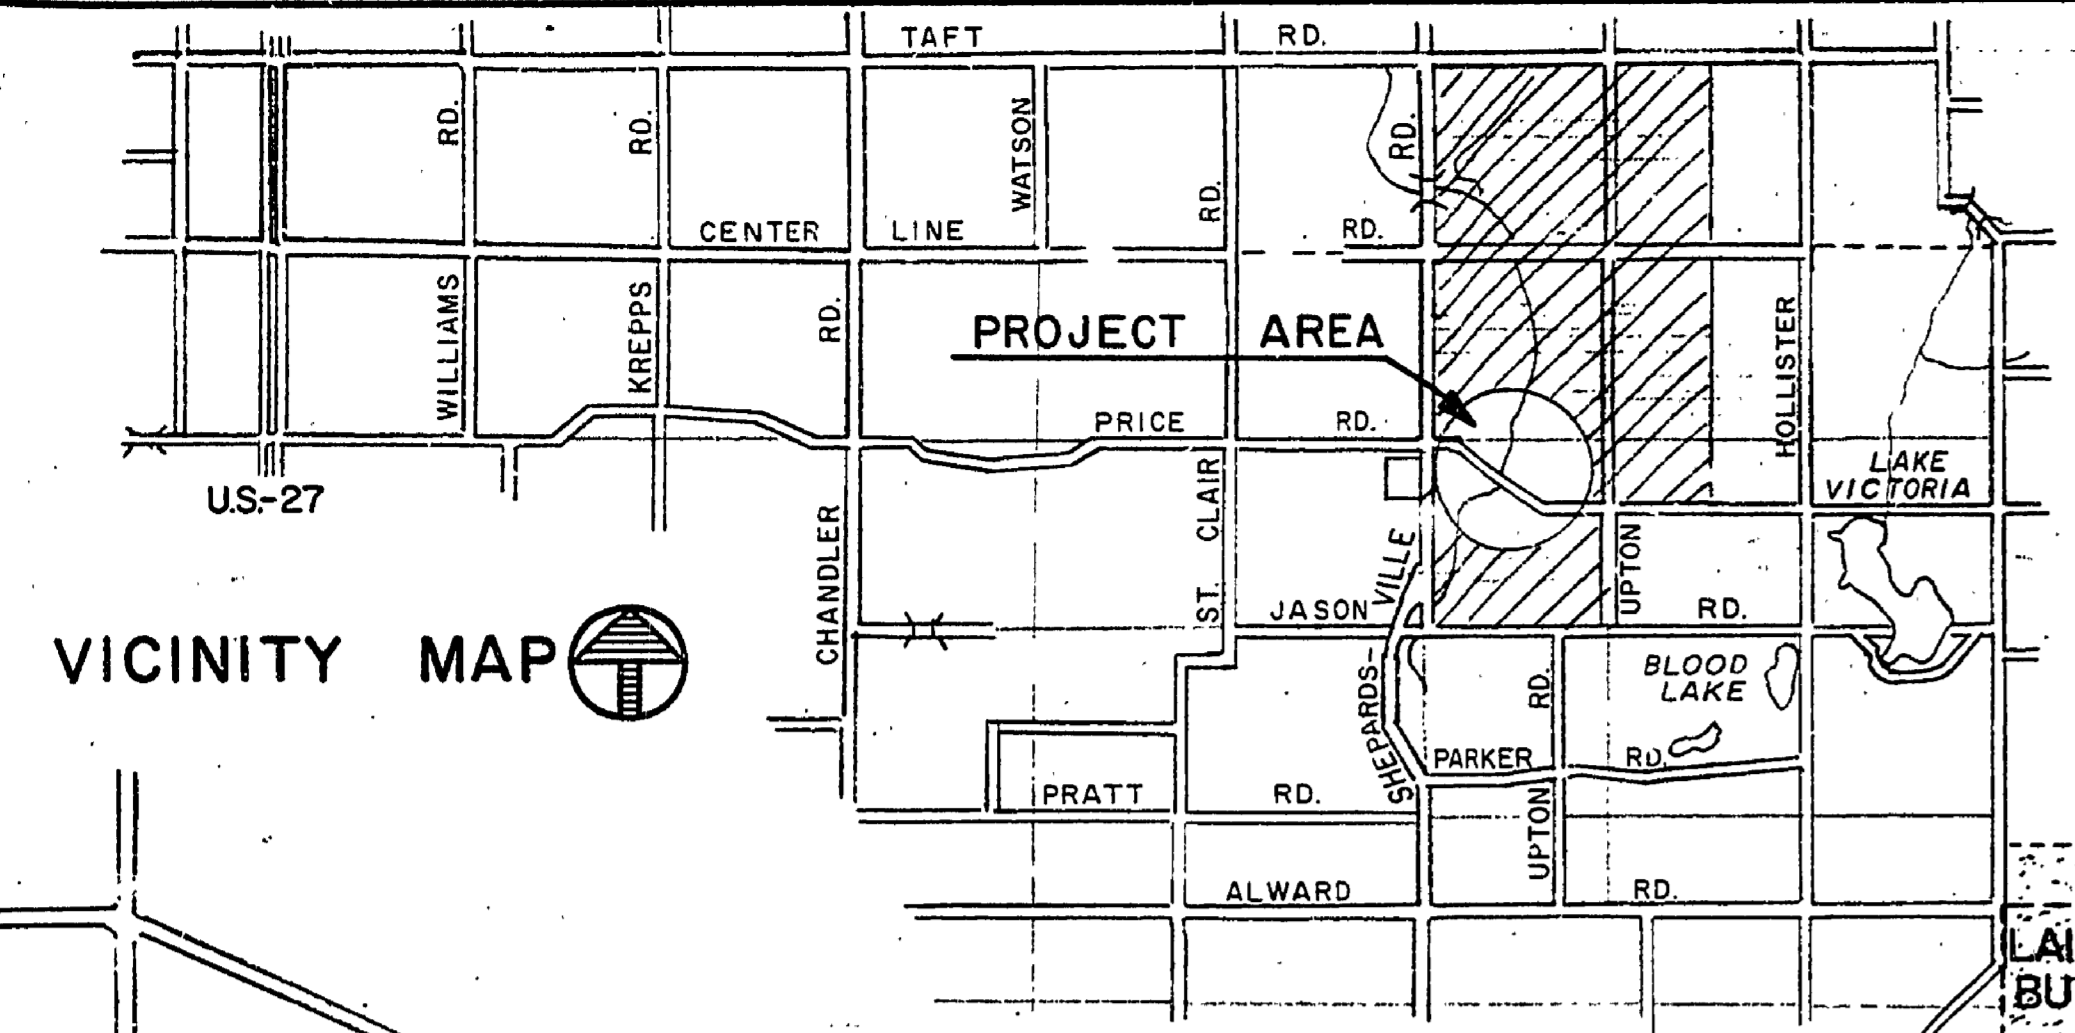 TAFT RD.
RD.
RD.
WATSON
RD.
RD.
CENTER LINE RD.
WILLIAMS
KREPPS
RD.
PROJECT AREA
HOLLISTER
PRICE RD.
U.S.-27
LAKE
VICTORIA
CHANDLER
ST. CLAIR
SHEPARDS-
VILLE
UPTON
JASON RD.
VICINITY MAP
BLOOD
LAKE
RD.
PARKER RD.
PRATT RD.
UPTON
ALWARD RD.
LAI
BU